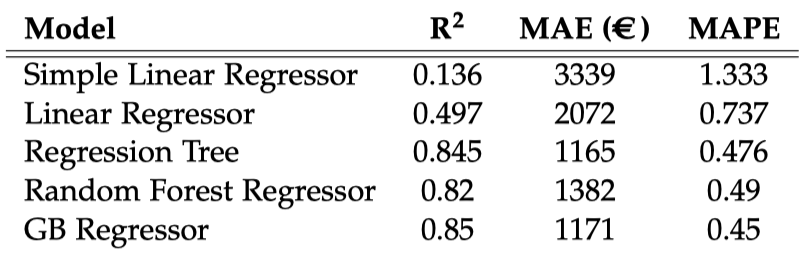 Model R² MAE (€) MAPE
Simple Linear Regressor 0.136 3339 1.333
Linear Regressor 0.497 2072 0.737
Regression Tree 0.845 1165 0.476
Random Forest Regressor 0.82 1382 0.49
GB Regressor 0.85 1171 0.45